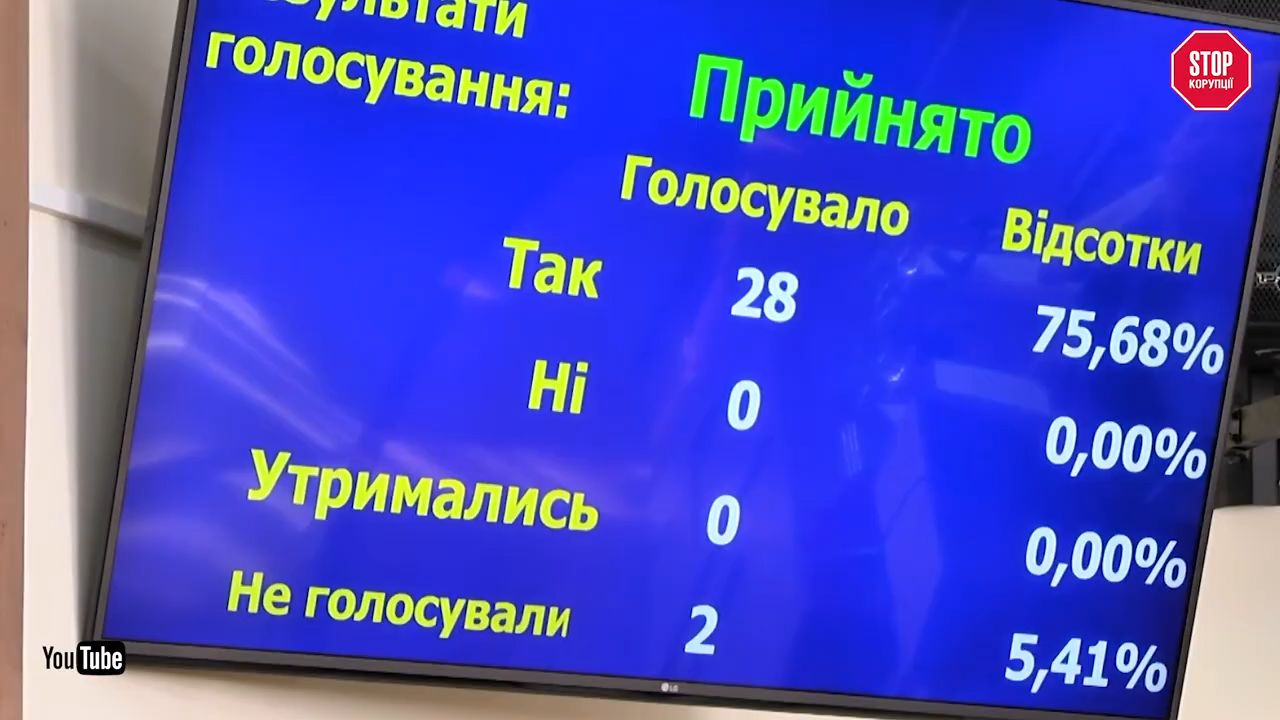 голосування:
Прийнято
Голосувало Відсотки
Так 28 75,68%
Ні 0 0,00%
Утримались 0 0,00%
Не голосували 2 5,41%
STOP
КОРУПЦІЇ
YouTube
LG